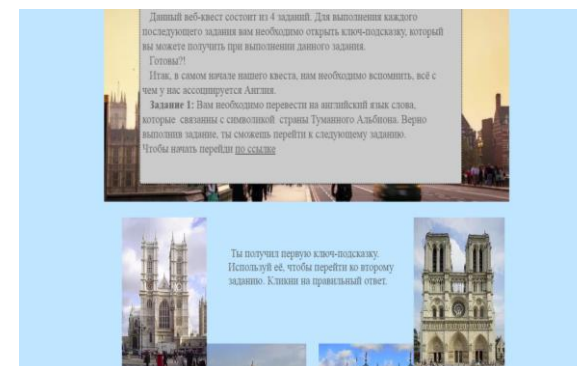 Данный веб-квест состоит из 4 заданий. Для выполнения каждого
последующего задания вам необходимо открыть ключ-подсказку, который
вы можете получить при выполнении данного задания.
Готовы?!
Итак, в самом начале нашего квеста, нам необходимо вспомнить, всё с
чем у нас ассоциируется Англия.
Задание 1: Вам необходимо перевести на английский язык слова,
которые связанны с символикой страны Туманного Альбиона. Верно
выполнив задание, ты сможешь перейти к следующему заданию.
Чтобы начать перейди по ссылке
Ты получил первую ключ-подсказку.
Используй её, чтобы перейти ко второму
заданию. Кликни на правильный ответ.